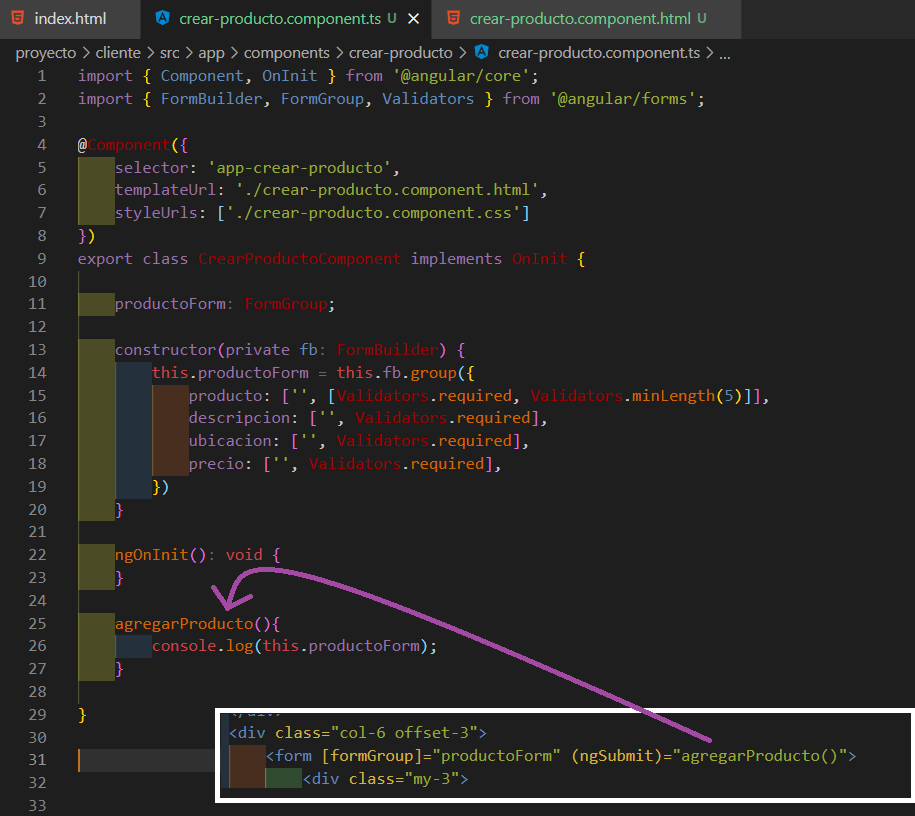 index.html crear-producto.component.ts U × crear-producto.component.html U
proyecto > cliente > src > app > components > crear-producto > crear-producto.component.ts > ...
1 import { Component, OnInit } from '@angular/core';
2 import { FormBuilder, FormGroup, Validators } from '@angular/forms';
3
4 @Component({
5 selector: 'app-crear-producto',
6 templateUrl: './crear-producto.component.html',
7 styleUrls: ['./crear-producto.component.css']
8 })
9 export class CrearProductoComponent implements OnInit {
10
11 productoForm: FormGroup;
12
13 constructor(private fb: FormBuilder) {
14 this.productoForm = this.fb.group({
15 producto: ['', [Validators.required, Validators.minLength(5)]],
16 descripcion: ['', Validators.required],
17 ubicacion: ['', Validators.required],
18 precio: ['', Validators.required],
19 })
20 }
21
22 ngOnInit(): void {
23 }
24
25 agregarProducto(){
26 console.log(this.productoForm);
27 }
28
29 }
30
31
32
33
<div class="col-6 offset-3">
<form [formGroup]="productoForm" (ngSubmit)="agregarProducto()">
<div class="my-3">